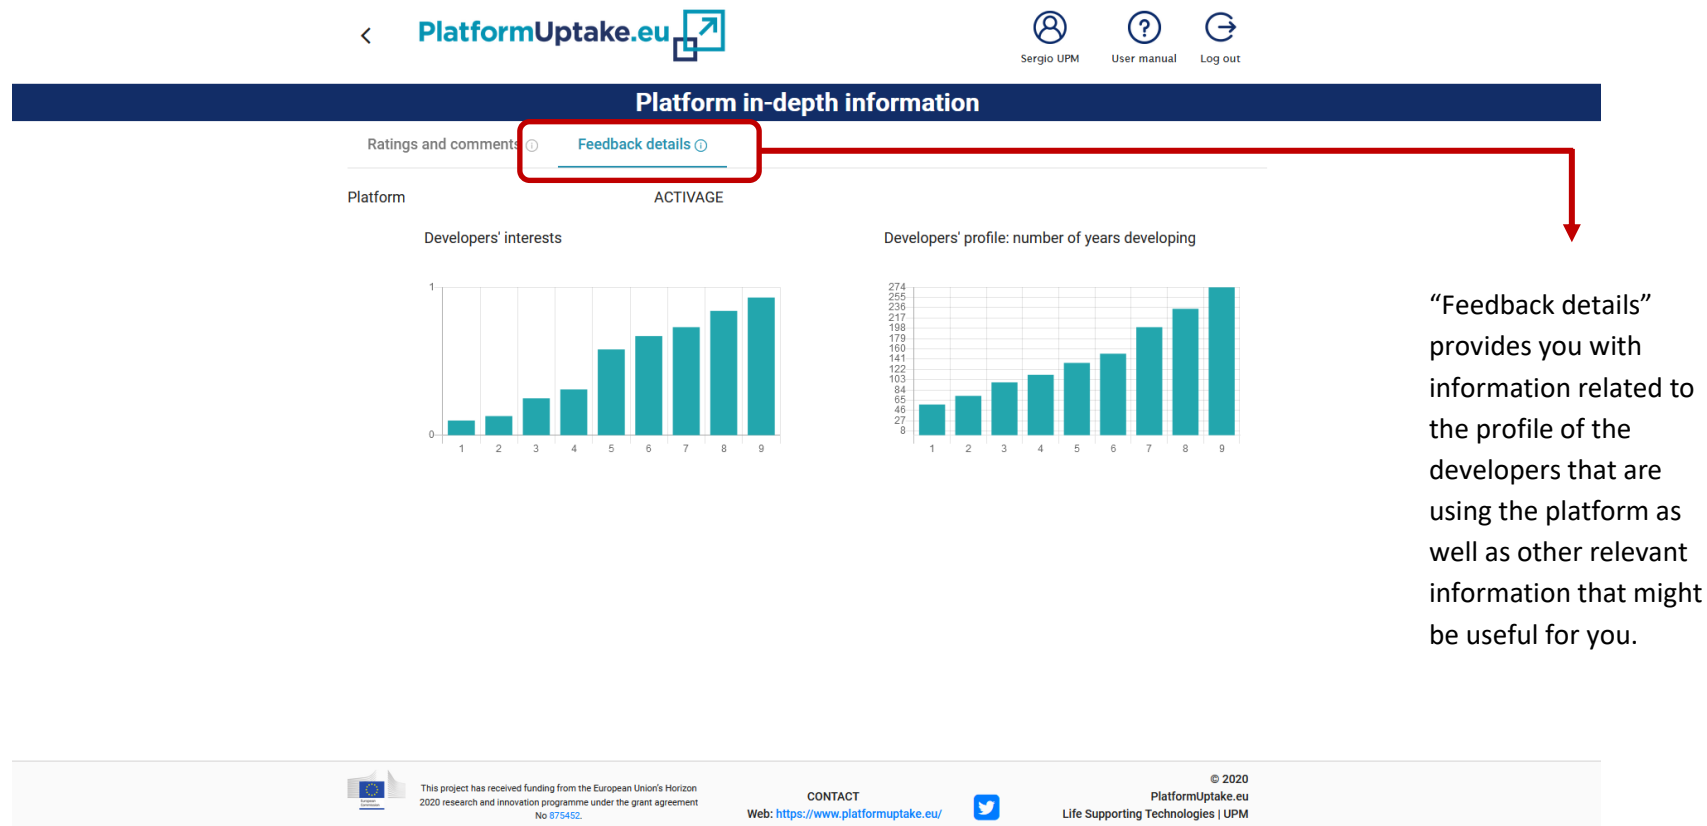 PlatformUptake.eu
Sergio UPM
User manual
Log out
Platform in-depth information
Ratings and comments
Feedback details
Platform
ACTIVAGE
Developers' interests
1
0
1 2 3 4 5 6 7 8 9
Developers' profile: number of years developing
274
255
236
217
198
179
160
141
122
103
84
65
46
27
8
1 2 3 4 5 6 7 8 9
“Feedback details”
provides you with
information related to
the profile of the
developers that are
using the platform as
well as other relevant
information that might
be useful for you.
This project has received funding from the European Union's Horizon
2020 research and innovation programme under the grant agreement
No 875452.
CONTACT
Web: https://www.platformuptake.eu/
© 2020
PlatformUptake.eu
Life Supporting Technologies | UPM